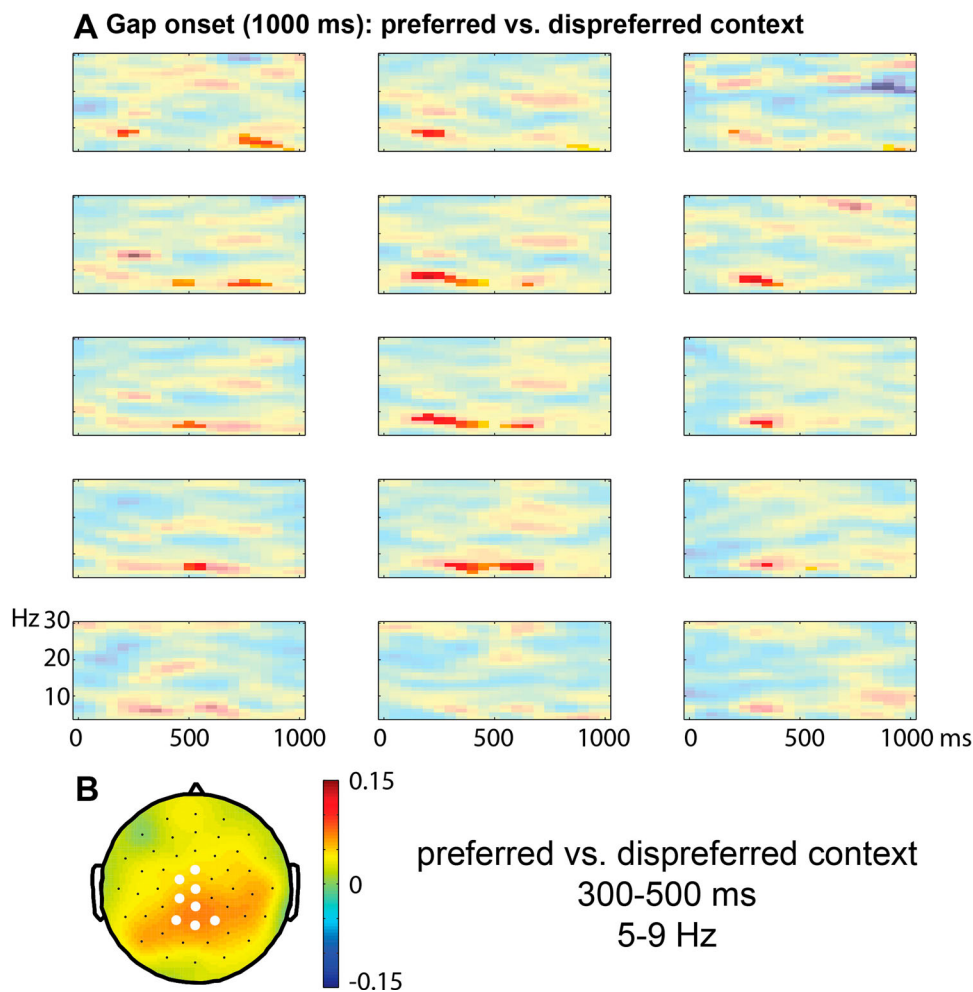 A Gap onset (1000 ms): preferred vs. dispreferred context
Hz 30
20
10
0 500 1000 0 500 1000 0 500 1000 ms
B
0.15
0
-0.15
preferred vs. dispreferred context
300-500 ms
5-9 Hz